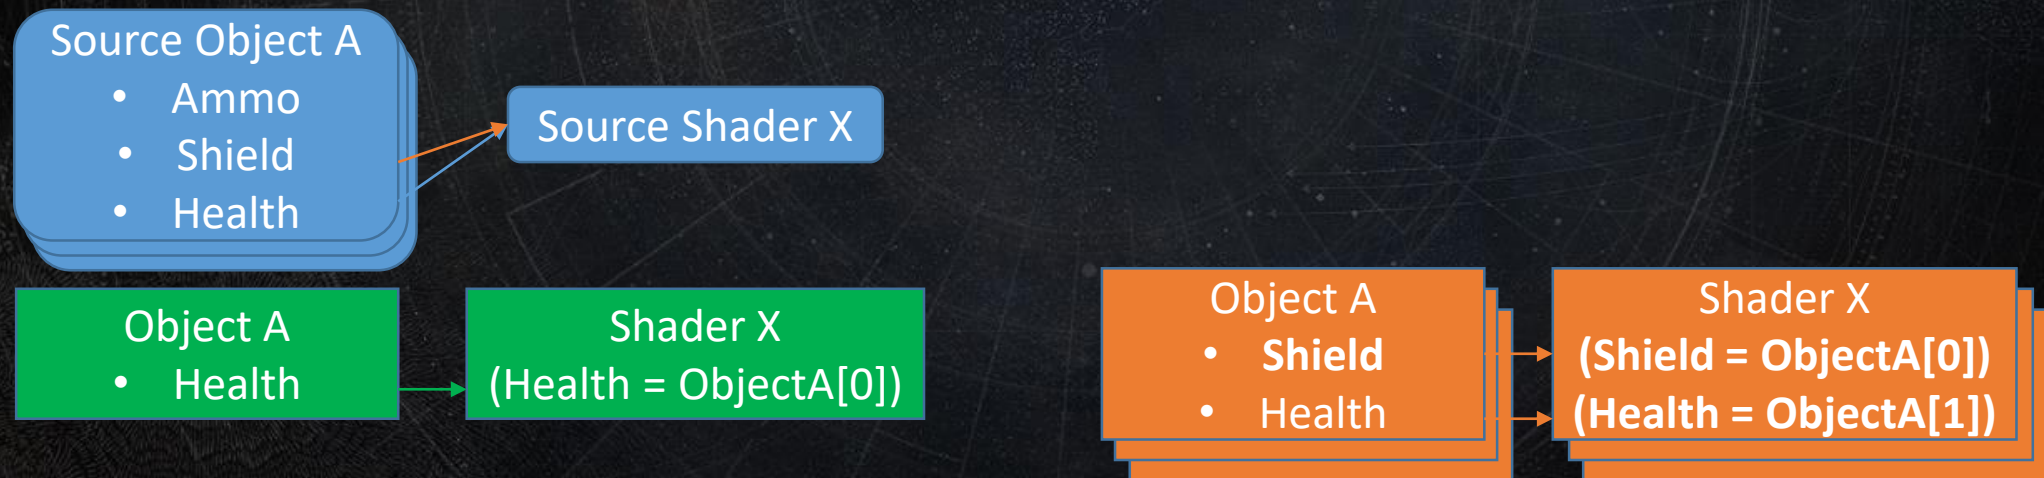 Source Object A
• Ammo
• Shield
• Health
Source Shader X
Object A
• Health
Shader X
(Health = ObjectA[0])
Object A
• Shield
• Health
Shader X
(Shield = ObjectA[0])
(Health = ObjectA[1])